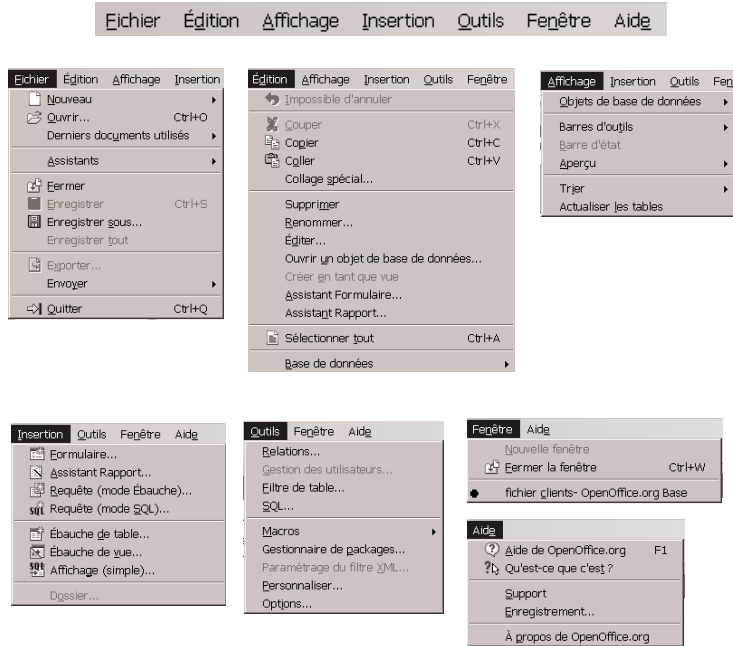 Fichier Édition Affichage Insertion Outils Fenêtre Aide
Fichier Édition Affichage Insertion
Nouveau
Ouvrir... Ctrl+O
Derniers documents utilisés
Assistants
Fermer
Enregistrer Ctrl+S
Enregistrer sous...
Enregistrer tout
Exporter...
Envoyer
Quitter Ctrl+Q
Édition Affichage Insertion Outils Fenêtre
Impossible d'annuler
Couper Ctrl+X
Copier Ctrl+C
Coller Ctrl+V
Collage spécial...
Supprimer
Renommer...
Éditer...
Ouvrir un objet de base de données...
Créer en tant que vue
Assistant Formulaire...
Assistant Rapport...
Sélectionner tout Ctrl+A
Base de données
Affichage Insertion Outils Fen
Objets de base de données
Barres d'outils
Barre d'état
Aperçu
Trier
Actualiser les tables
Insertion Outils Fenêtre Aide
Formulaire...
Assistant Rapport...
Requête (mode Ébauche)...
SQL Requête (mode SQL)...
Ébauche de table...
Ébauche de vue...
SQL Affichage (simple)...
Dossier...
Outils Fenêtre Aide
Relations...
Gestion des utilisateurs...
Filtre de table...
SQL...
Macros
Gestionnaire de packages...
Paramétrage du filtre XML...
Personnaliser...
Options...
Fenêtre Aide
Nouvelle fenêtre
Fermer la fenêtre Ctrl+W
fichier clients- OpenOffice.org Base
Aide
Aide de OpenOffice.org F1
Qu'est-ce que c'est ?
Support
Enregistrement...
À propos de OpenOffice.org